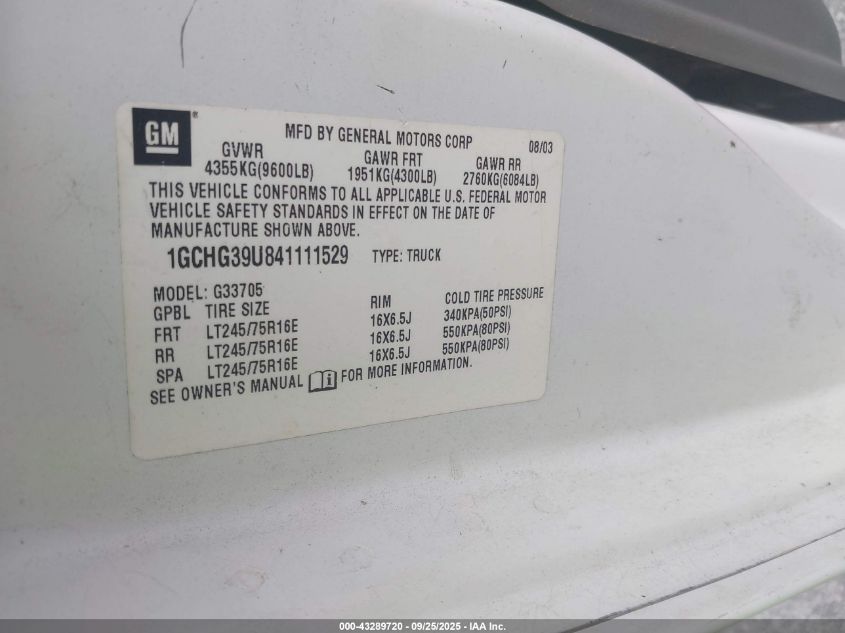 GM ®
MFD BY GENERAL MOTORS CORP 08/03
GVWR GAWR FRT GAWR RR
4355KG(9600LB) 1951KG(4300LB) 2760KG(6084LB)
THIS VEHICLE CONFORMS TO ALL APPLICABLE U.S. FEDERAL MOTOR
VEHICLE SAFETY STANDARDS IN EFFECT ON THE DATE OF
MANUFACTURE SHOWN ABOVE.
1GCHG39U841111529 TYPE: TRUCK
MODEL: G33705
GPBL TIRE SIZE RIM COLD TIRE PRESSURE
FRT LT245/75R16E 16X6.5J 340KPA(50PSI)
RR LT245/75R16E 16X6.5J 550KPA(80PSI)
SPA LT245/75R16E 16X6.5J 550KPA(80PSI)
SEE OWNER'S MANUAL FOR MORE INFORMATION.
000-43289720 - 09/25/2025 - IAA, Inc.